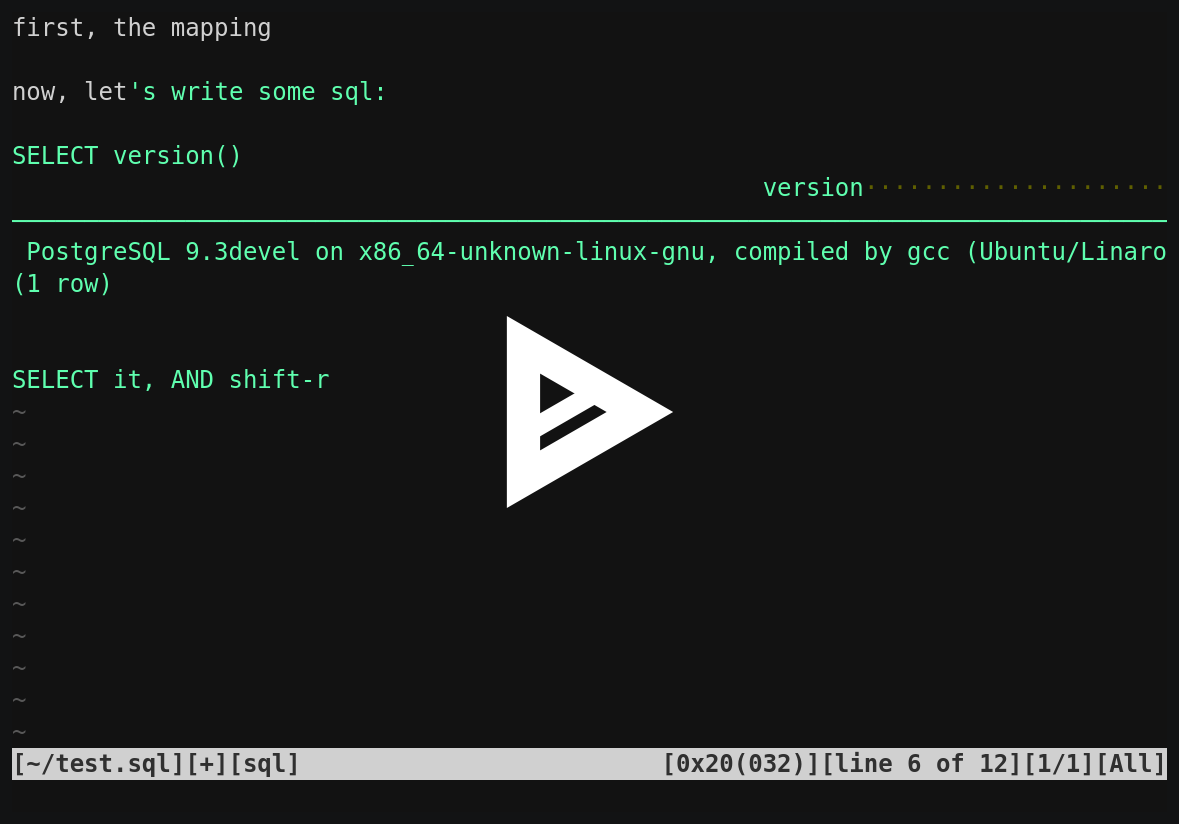 first, the mapping
now, let's write some sql:
SELECT version()
version····················
PostgreSQL 9.3devel on x86_64-unknown-linux-gnu, compiled by gcc (Ubuntu/Linaro
(1 row)
SELECT it, AND shift-r
~
~
~
~
~
~
~
~
~
~
~
[~/test.sql][+][sql] [0x20(032)][line 6 of 12][1/1][All]